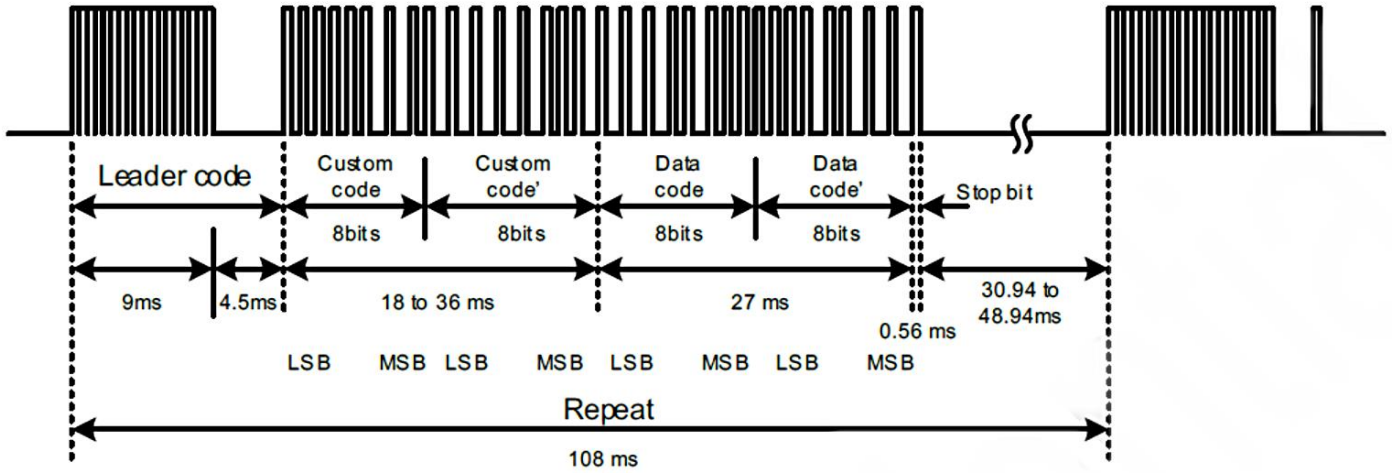 Leader code
Custom code
Custom code'
Data code
Data code'
Stop bit
8bits
8bits
8bits
8bits
9ms
4.5ms
18 to 36 ms
27 ms
0.56 ms
30.94 to
48.94ms
LSB
MSB
LSB
MSB
LSB
MSB
LSB
MSB
Repeat
108 ms